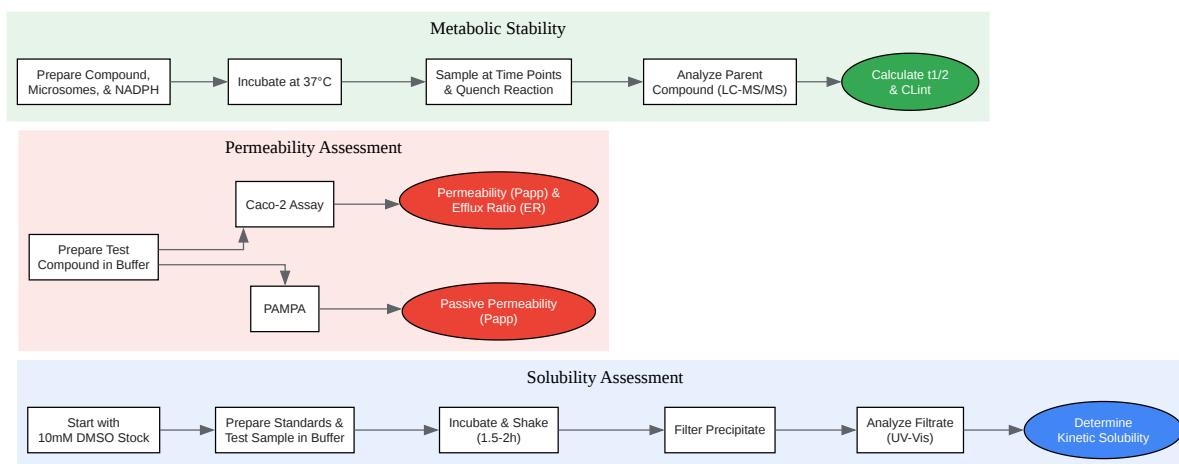 Metabolic Stability
Prepare Compound,
Microsomes, & NADPH
Incubate at 37°C
Sample at Time Points
& Quench Reaction
Analyze Parent
Compound (LC-MS/MS)
Calculate t1/2
& CLint
Permeability Assessment
Prepare Test
Compound in Buffer
Caco-2 Assay
Permeability (Papp) &
Efflux Ratio (ER)
PAMPA
Passive Permeability
(Papp)
Solubility Assessment
Start with
10mM DMSO Stock
Prepare Standards &
Test Sample in Buffer
Incubate & Shake
(1.5-2h)
Filter Precipitate
Analyze Filtrate
(UV-Vis)
Determine
Kinetic Solubility